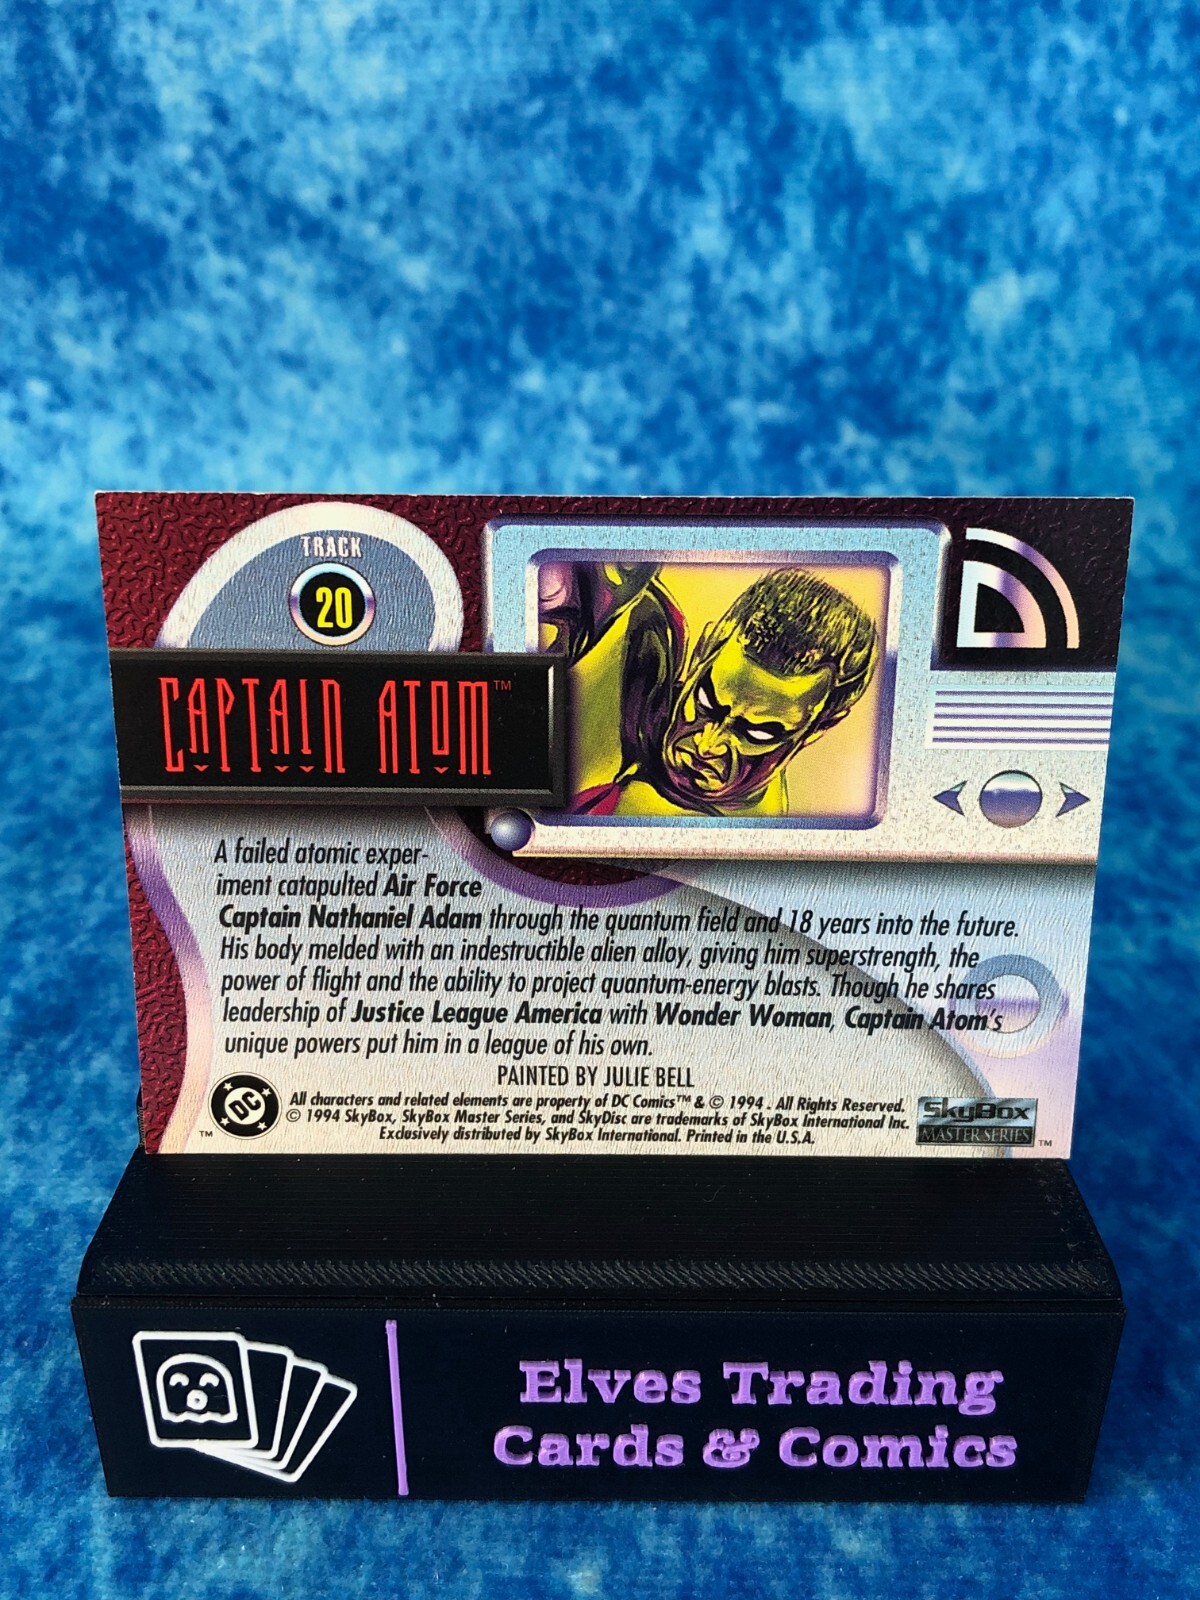 TRACK
20
CAPTAIN ATOM™
A failed atomic exper-
iment catapulted Air Force
Captain Nathaniel Adam through the quantum field and 18 years into the future.
His body melded with an indestructible alien alloy, giving him superstrength, the
power of flight and the ability to project quantum-energy blasts. Though he shares
leadership of Justice League America with Wonder Woman, Captain Atom's
unique powers put him in a league of his own.
PAINTED BY JULIE BELL
DC
™
All characters and related elements are property of DC Comics™ & © 1994 . All Rights Reserved.
© 1994 SkyBox, SkyBox Master Series, and SkyDisc are trademarks of SkyBox International Inc.
Exclusively distributed by SkyBox International. Printed in the U.S.A.
SkyBox
MASTER SERIES
™
Elves Trading
Cards & Comics